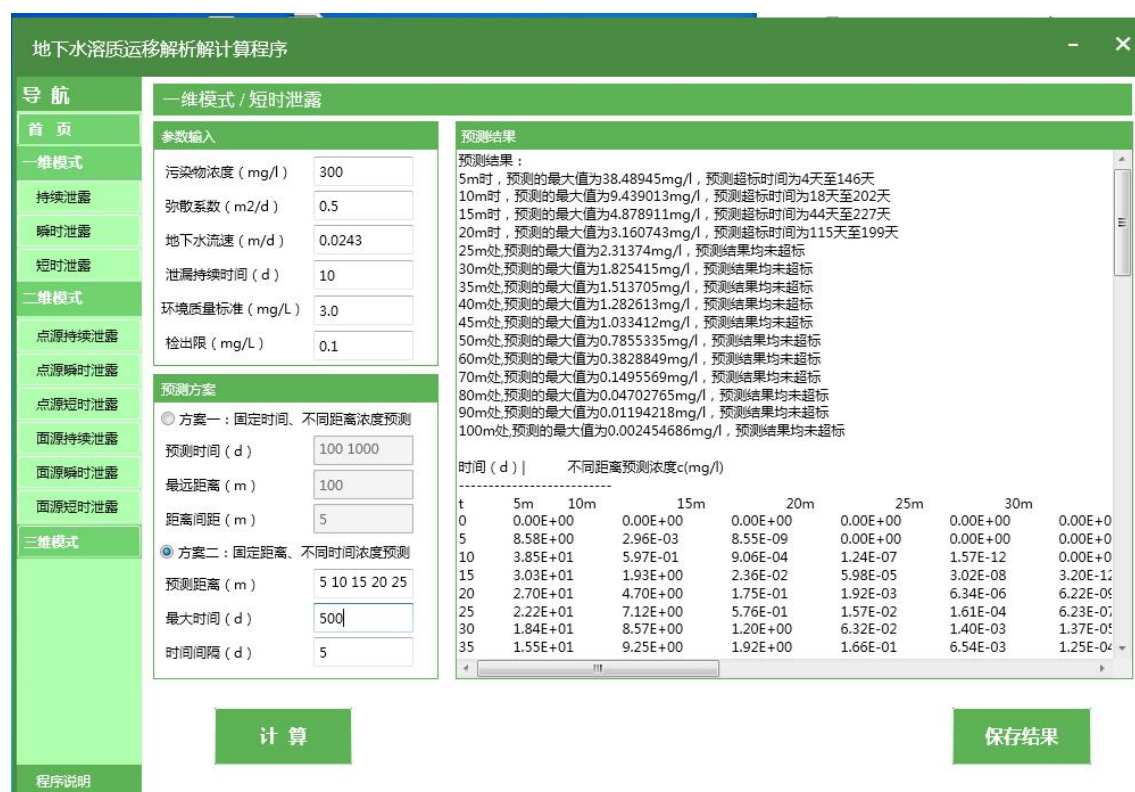 地下水溶质运移解析解计算程序
导 航
首 页
一维模式
持续泄露
瞬时泄露
短时泄露
二维模式
点源持续泄露
点源瞬时泄露
点源短时泄露
面源持续泄露
面源瞬时泄露
面源短时泄露
三维模式
程序说明
一维模式 / 短时泄露
参数输入
污染物浓度（mg/l） 300
弥散系数（m2/d） 0.5
地下水流速（m/d） 0.0243
泄漏持续时间（d） 10
环境质量标准（mg/L） 3.0
检出限（mg/L） 0.1
预测方案
方案一：固定时间、不同距离浓度预测
预测时间（d） 100 1000
最远距离（m） 100
距离间距（m） 5
方案二：固定距离、不同时间浓度预测
预测距离（m） 5 10 15 20 25
最大时间（d） 500
时间间隔（d） 5
预测结果
预测结果：
5m时，预测的最大值为38.48945mg/l，预测超标时间为4天至146天
10m时，预测的最大值为9.439013mg/l，预测超标时间为18天至202天
15m时，预测的最大值为4.878911mg/l，预测超标时间为44天至227天
20m时，预测的最大值为3.160743mg/l，预测超标时间为115天至199天
25m处,预测的最大值为2.31374mg/l，预测结果均未超标
30m处,预测的最大值为1.825415mg/l，预测结果均未超标
35m处,预测的最大值为1.513705mg/l，预测结果均未超标
40m处,预测的最大值为1.282613mg/l，预测结果均未超标
45m处,预测的最大值为1.033412mg/l，预测结果均未超标
50m处,预测的最大值为0.7855335mg/l，预测结果均未超标
60m处,预测的最大值为0.3828849mg/l，预测结果均未超标
70m处,预测的最大值为0.1495569mg/l，预测结果均未超标
80m处,预测的最大值为0.04702765mg/l，预测结果均未超标
90m处,预测的最大值为0.01194218mg/l，预测结果均未超标
100m处,预测的最大值为0.002454686mg/l，预测结果均未超标
时间（d）| 不同距离预测浓度c(mg/l)
-------------------------
t 5m 10m 15m 20m 25m 30m
0 0.00E+00 0.00E+00 0.00E+00 0.00E+00 0.00E+00 0.00E+0
5 8.58E+00 2.96E-03 8.55E-09 0.00E+00 0.00E+00 0.00E+0
10 3.85E+01 5.97E-01 9.06E-04 1.24E-07 1.57E-12 0.00E+0
15 3.03E+01 1.93E+00 2.36E-02 5.98E-05 3.02E-08 3.20E-12
20 2.70E+01 4.70E+00 1.75E-01 1.92E-03 6.34E-06 6.22E-09
25 2.22E+01 7.12E+00 5.76E-01 1.57E-02 1.61E-04 6.23E-07
30 1.84E+01 8.57E+00 1.20E+00 6.32E-02 1.40E-03 1.37E-05
35 1.55E+01 9.25E+00 1.92E+00 1.66E-01 6.54E-03 1.25E-04
计 算
保存结果